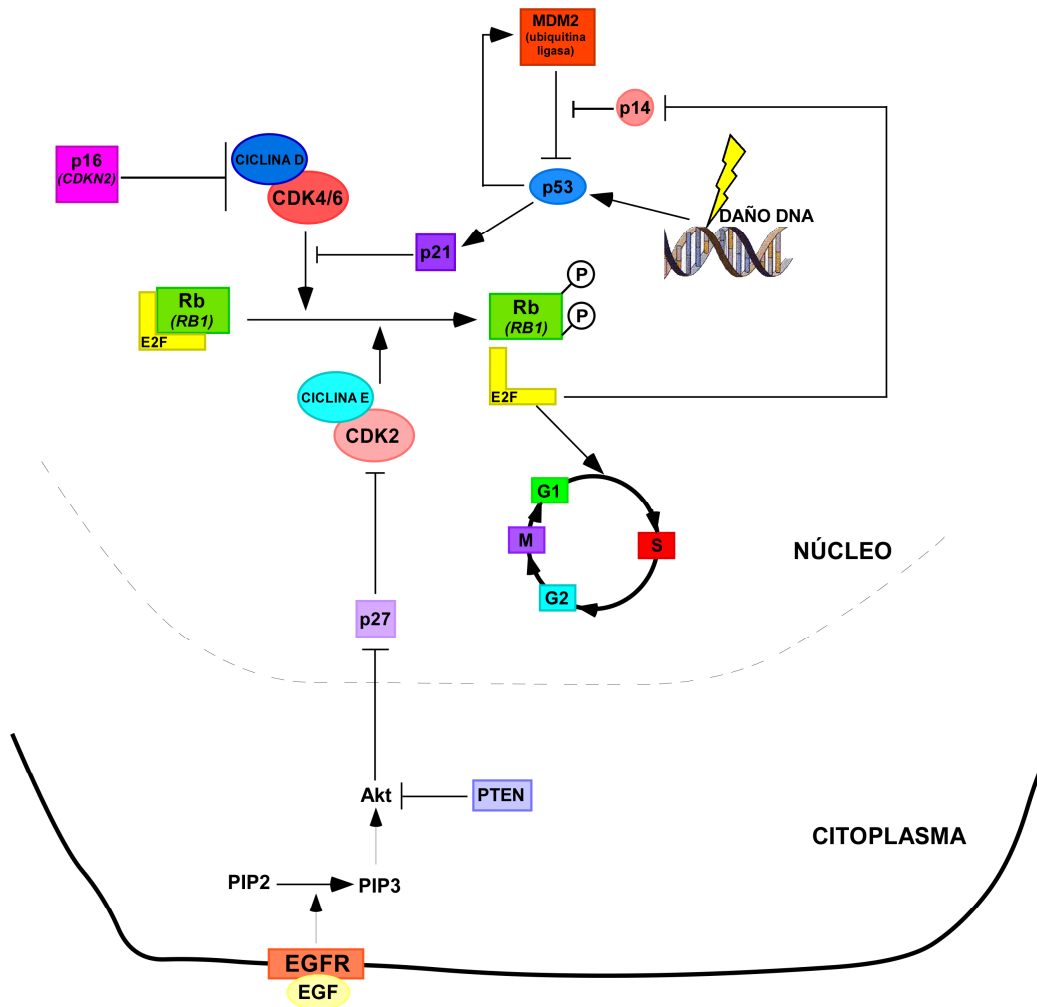 MDM2
(ubiquitina
ligasa)
p14
p16
(CDKN2)
CICLINA D
CDK4/6
p53
DAÑO DNA
p21
P
Rb
(RB1)
E2F
Rb
(RB1)
P
E2F
CICLINA E
CDK2
G1
M
S
G2
NÚCLEO
p27
Akt
PTEN
CITOPLASMA
PIP2
PIP3
EGFR
EGF